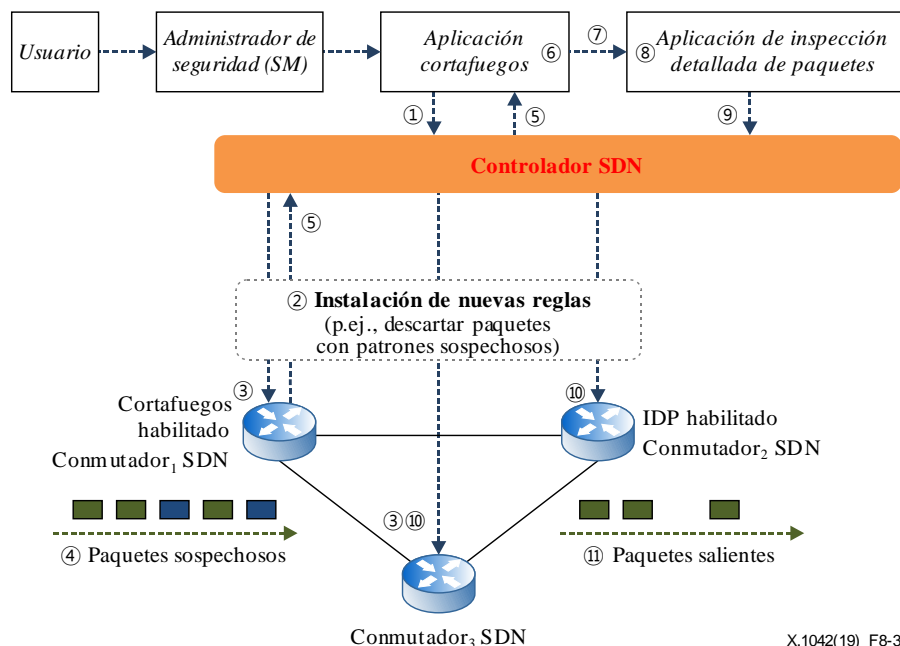 Usuario
Administrador de
seguridad (SM)
Aplicación
cortafuegos
⑥
⑦
⑧
Aplicación de inspección
detallada de paquetes
①
⑤
⑨
Controlador SDN
⑤
② Instalación de nuevas reglas
(p.ej., descartar paquetes
con patrones sospechosos)
③
Cortafuegos
habilitado
Conmutador₁ SDN
⑩
IDP habilitado
Conmutador₂ SDN
③⑩
④ Paquetes sospechosos
⑪ Paquetes salientes
Conmutador₃ SDN
X.1042(19)_F8-3